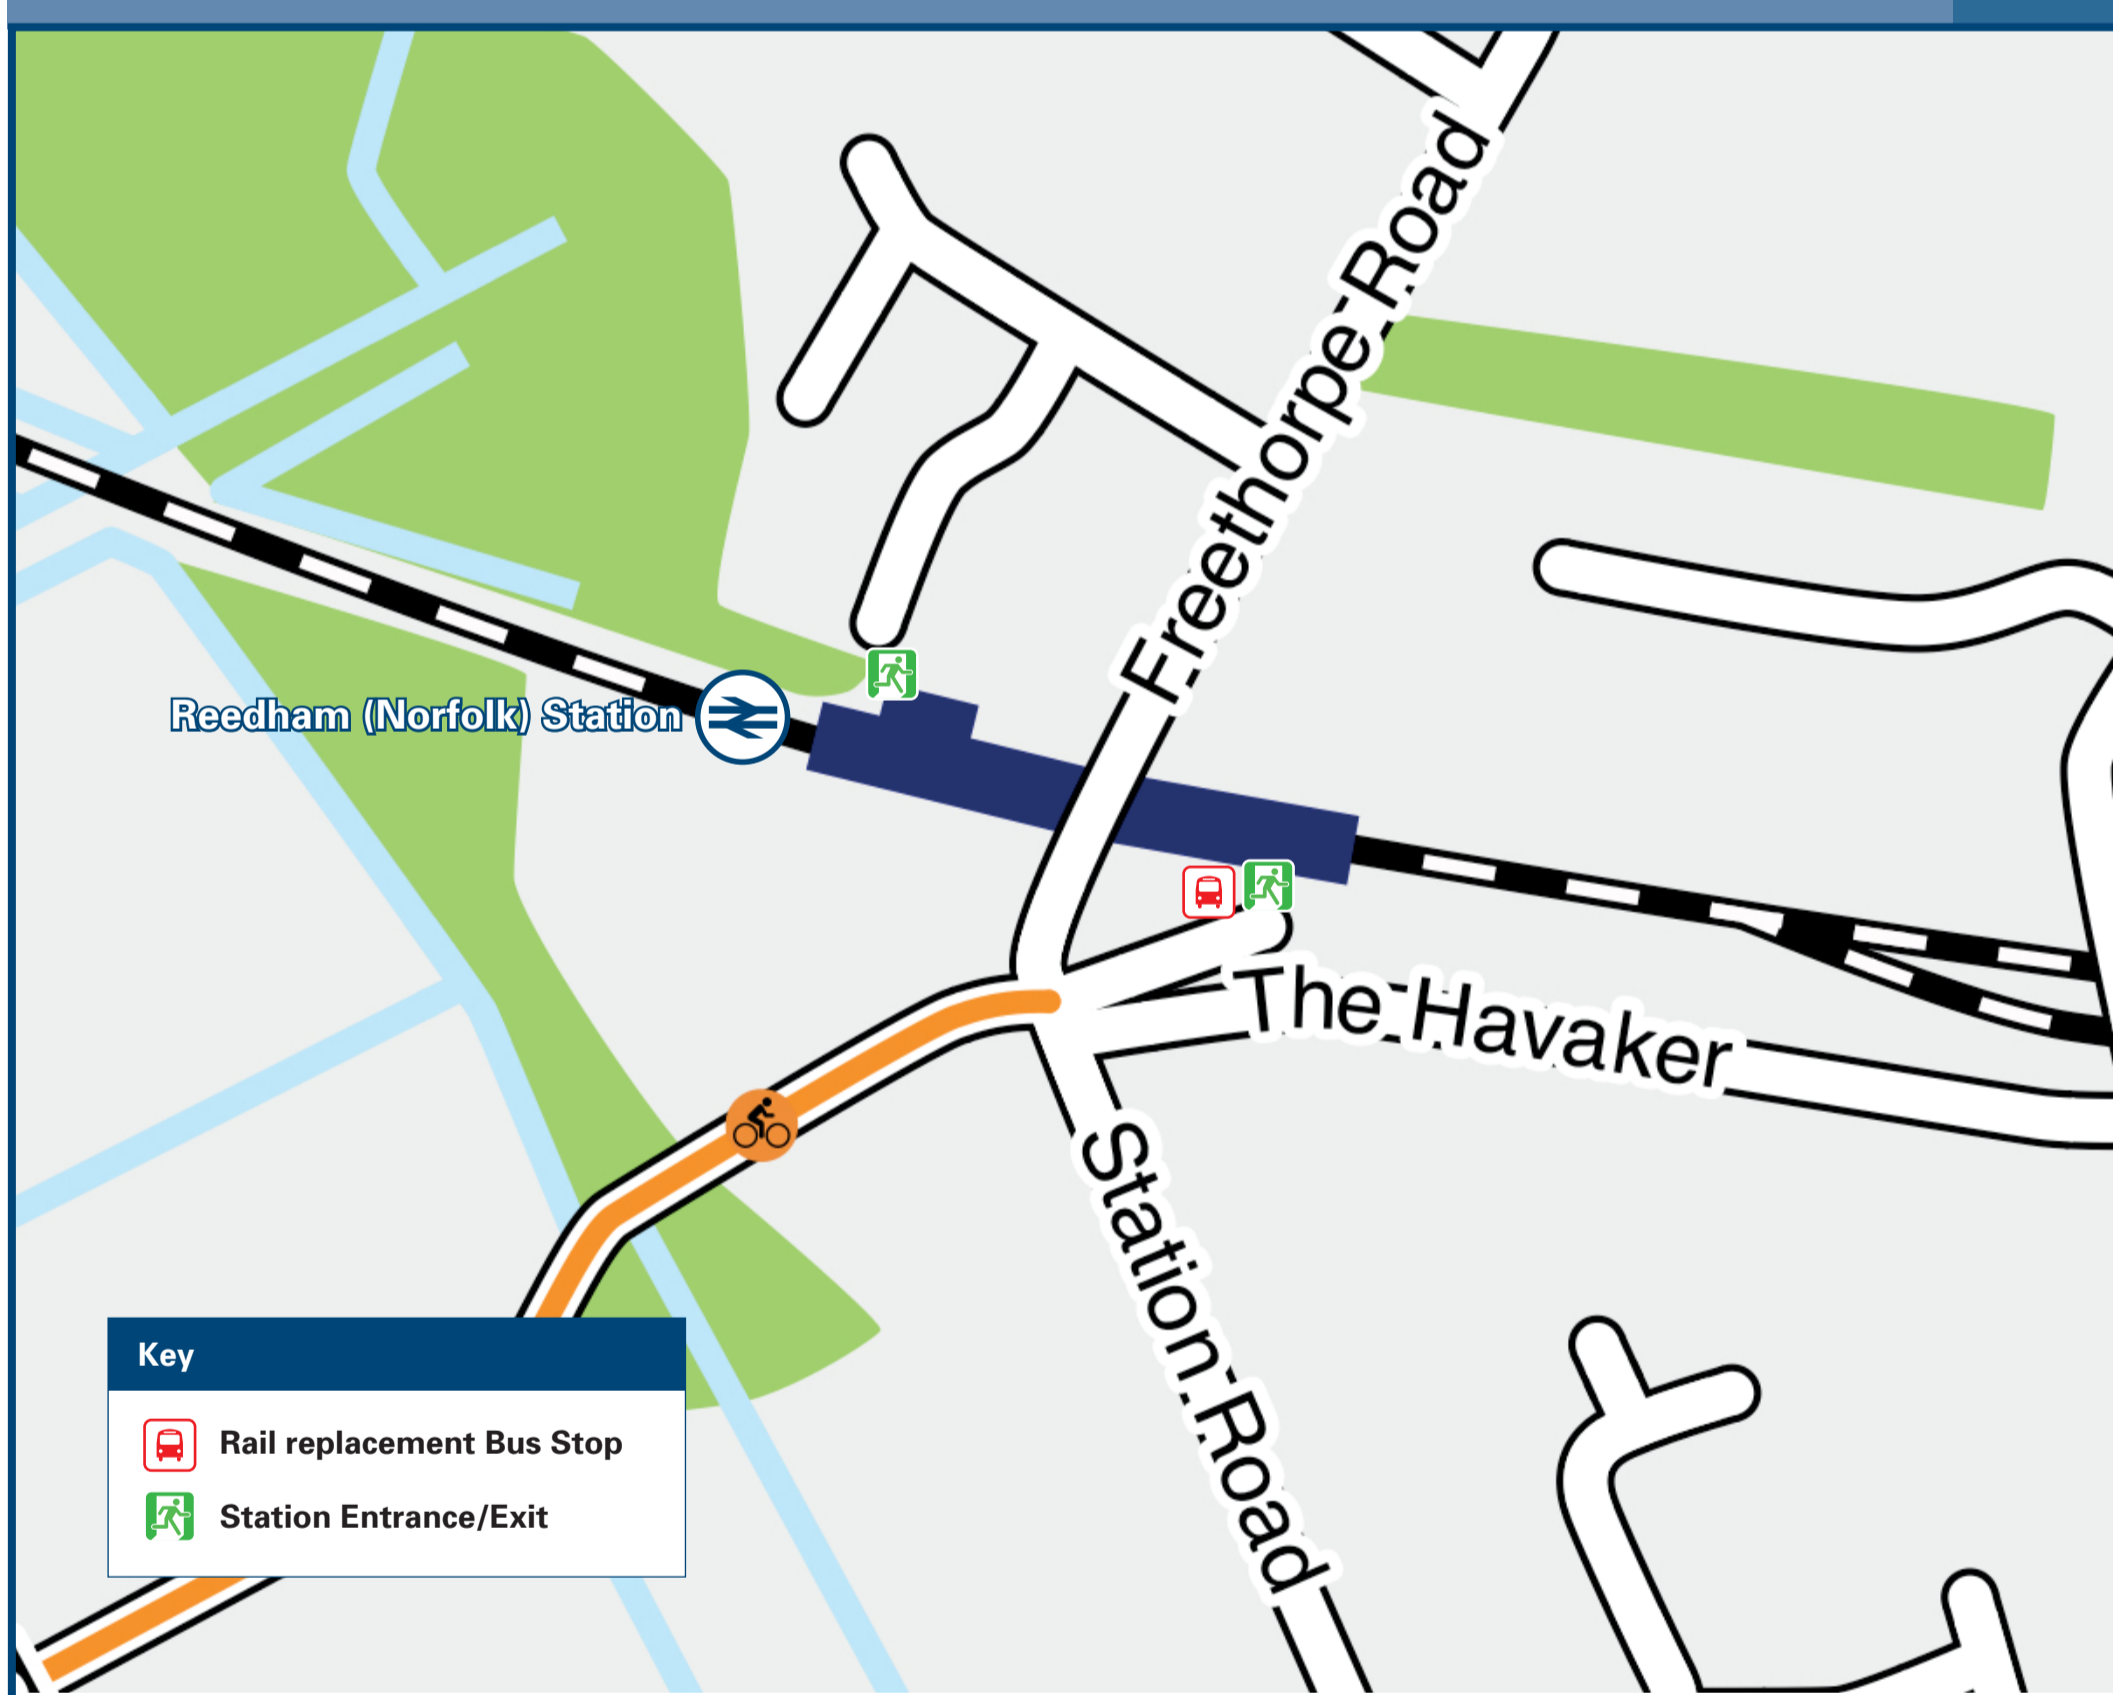 Freethorpe Road
Reedham (Norfolk) Station
The Havaker
Station Road
Key
Rail replacement Bus Stop
Station Entrance/Exit